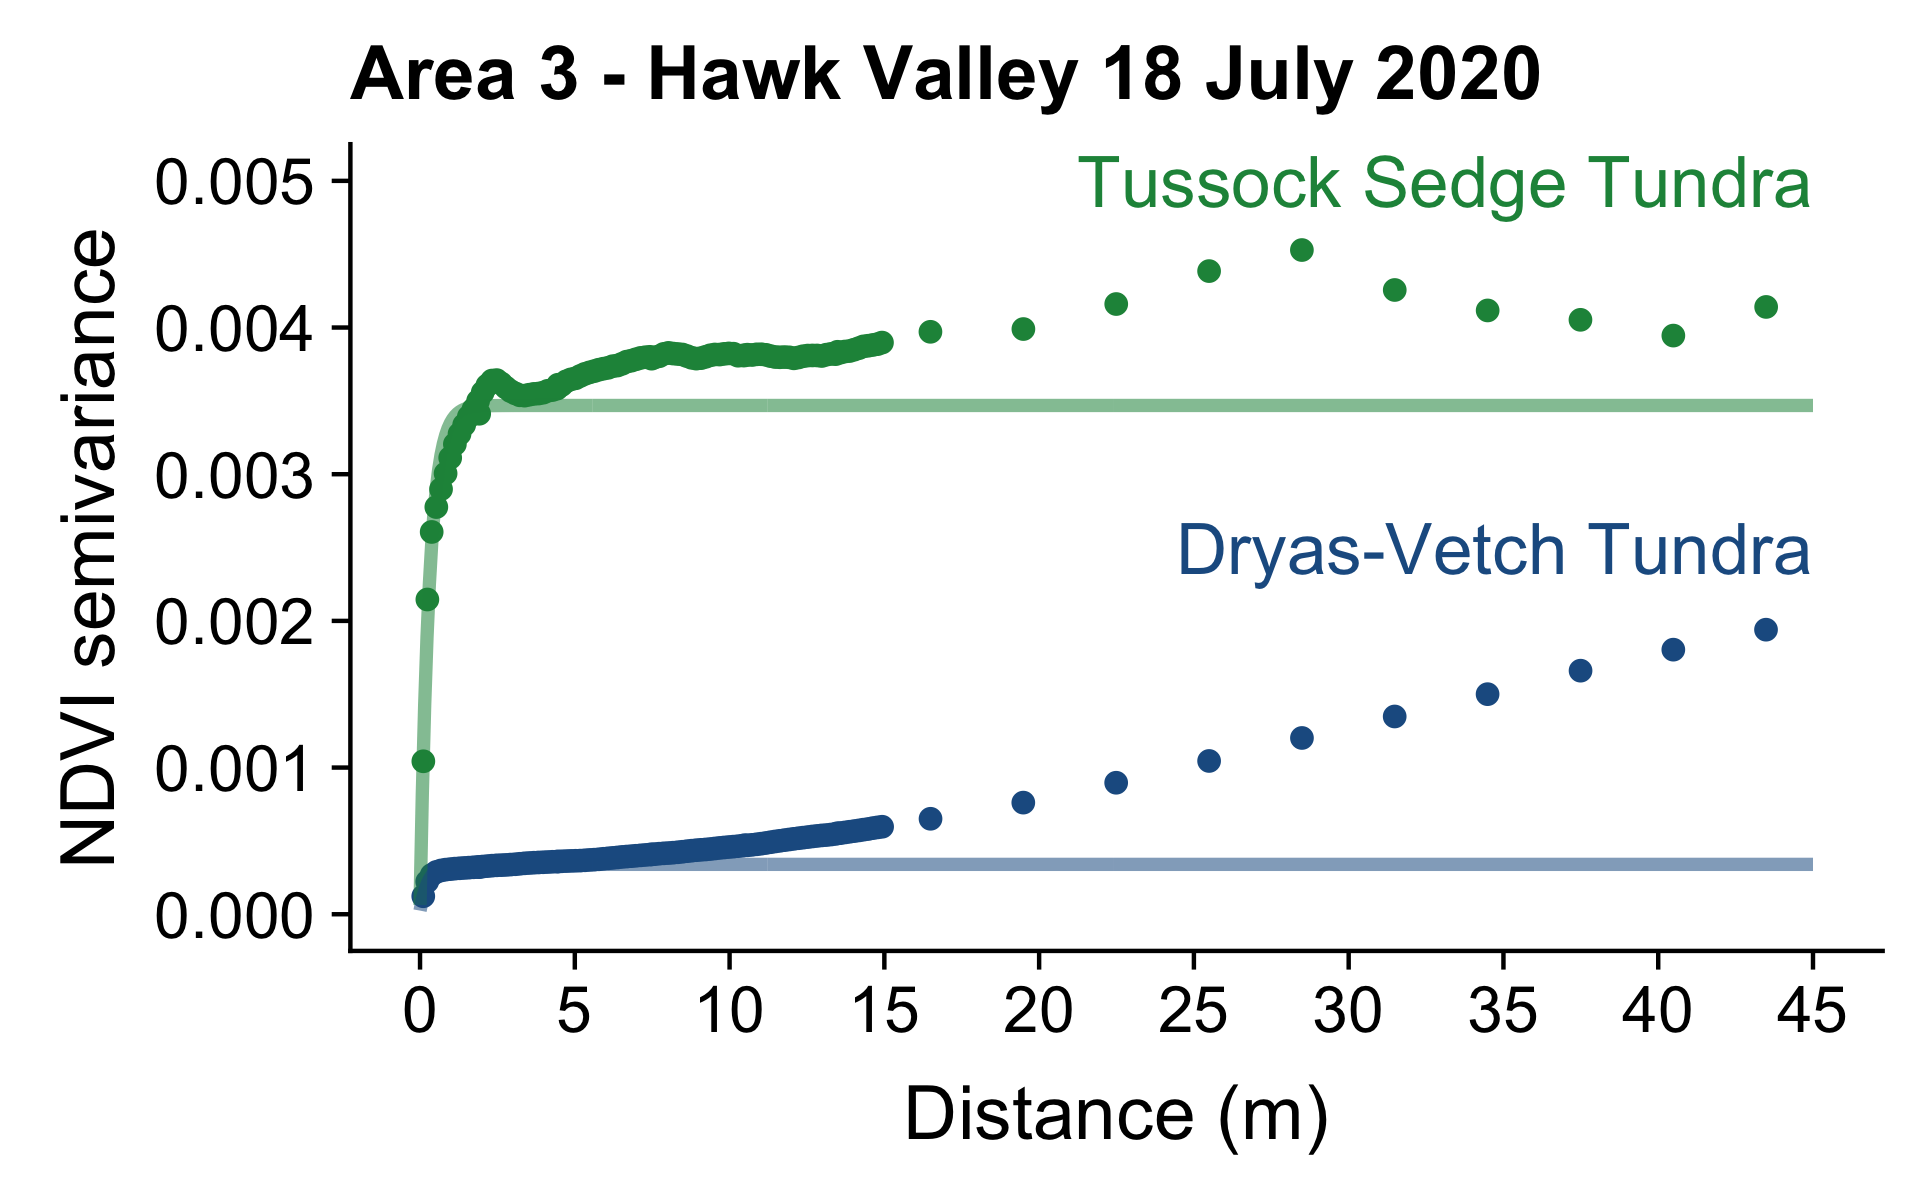 Area 3 - Hawk Valley 18 July 2020
NDVI semivariance
0.005
0.004
0.003
0.002
0.001
0.000
Tussock Sedge Tundra
Dryas-Vetch Tundra
0 5 10 15 20 25 30 35 40 45
Distance (m)